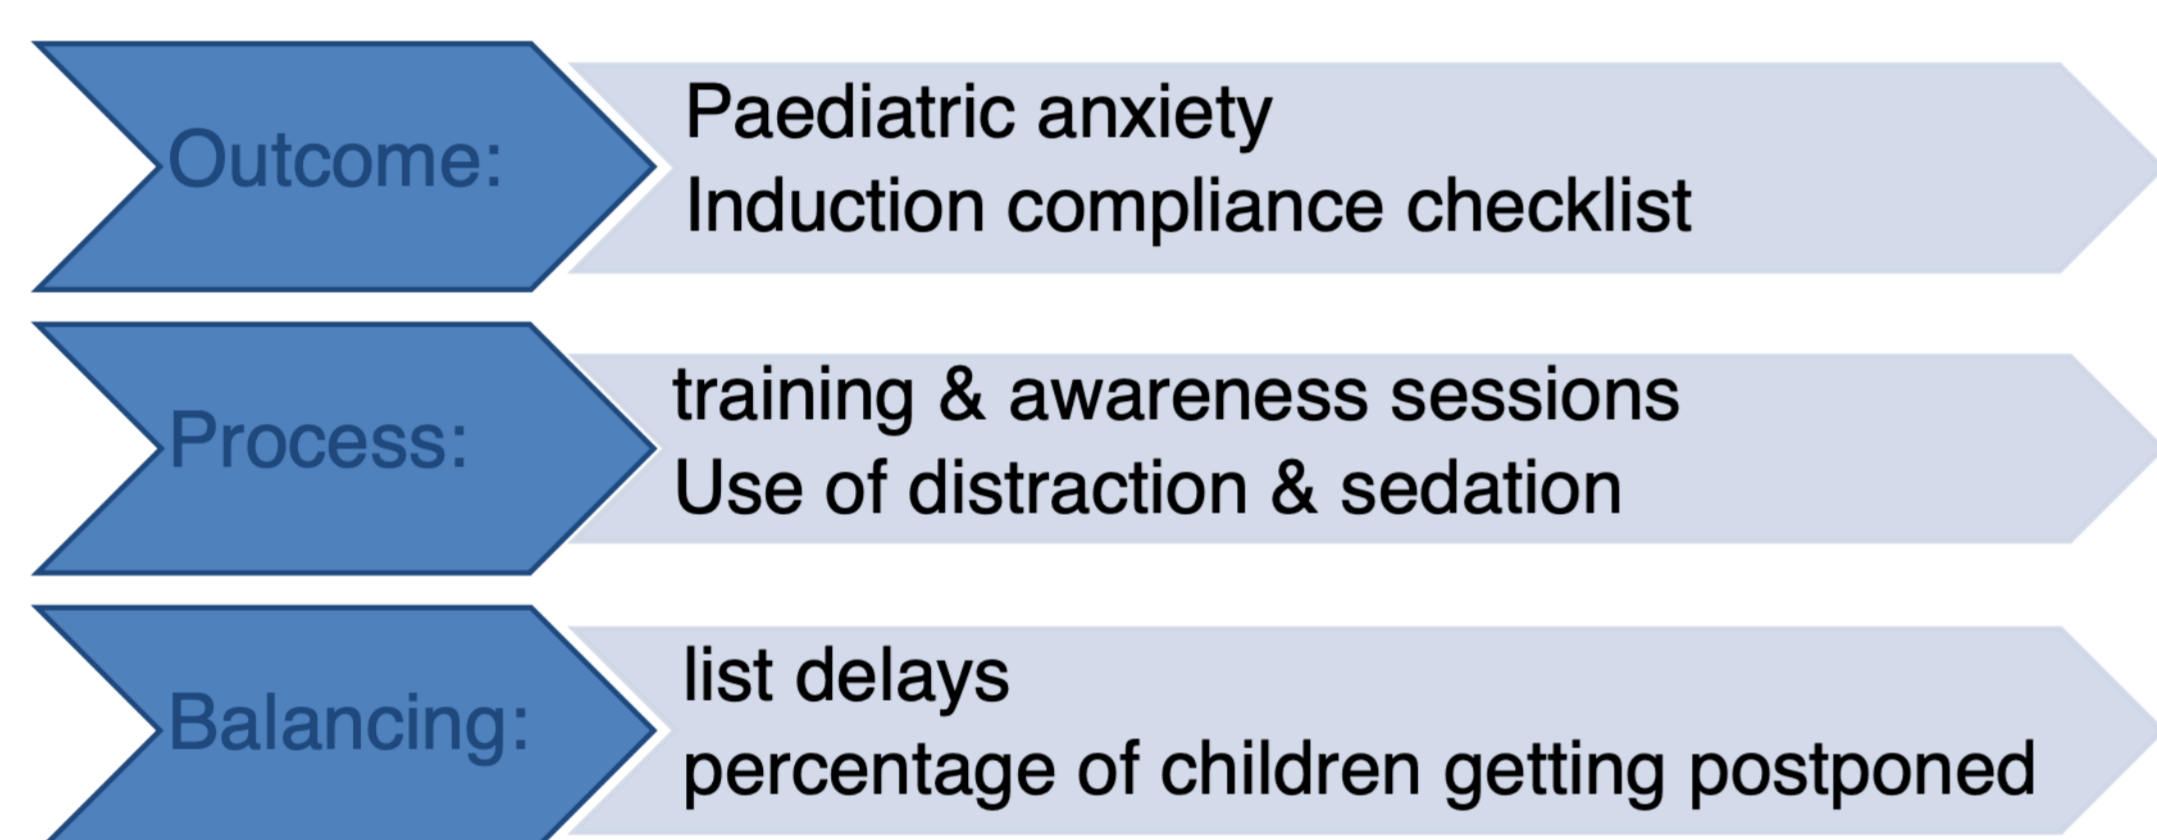 Outcome:
Paediatric anxiety
Induction compliance checklist
Process:
training & awareness sessions
Use of distraction & sedation
Balancing:
list delays
percentage of children getting postponed